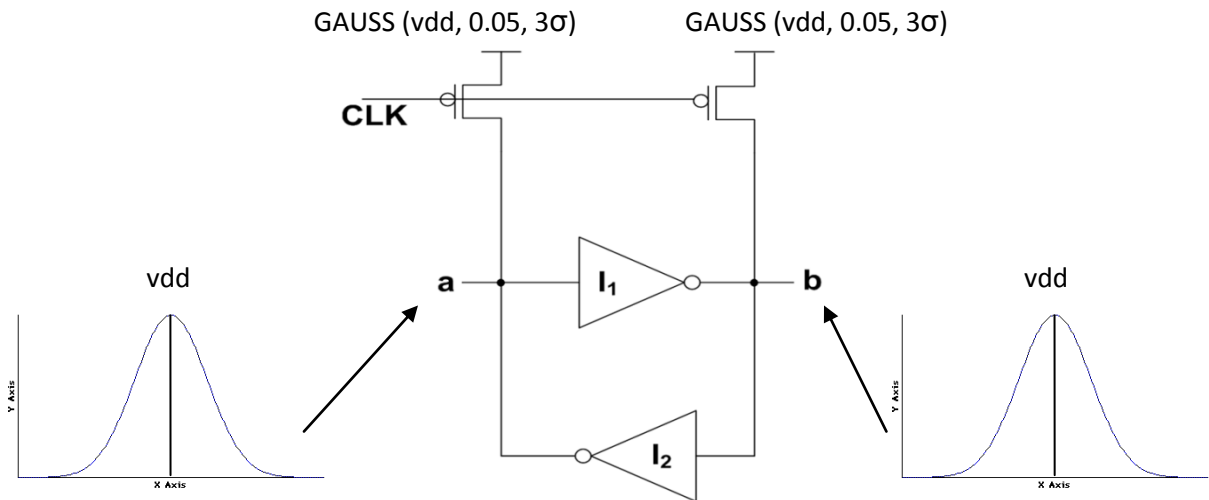 GAUSS (vdd, 0.05, 3σ)
GAUSS (vdd, 0.05, 3σ)
CLK
vdd
a
I1
b
vdd
Y Axis
X Axis
I2
Y Axis
X Axis